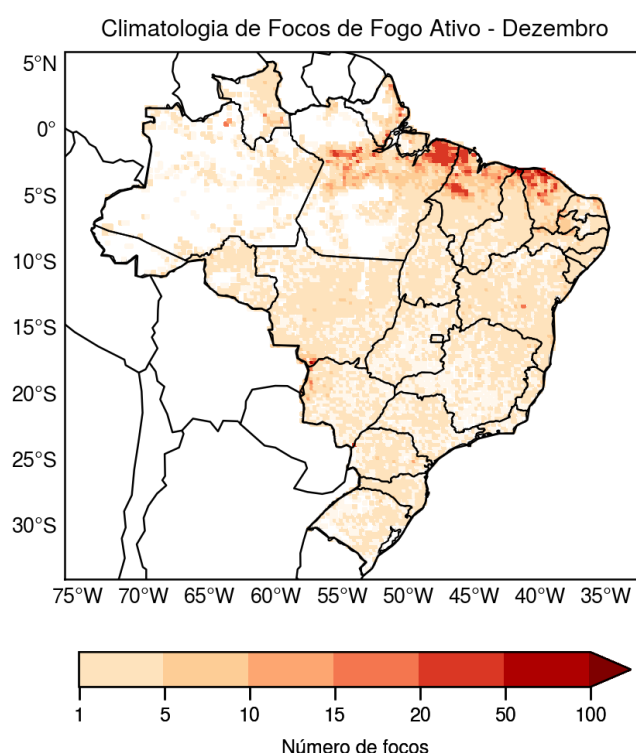 Climatologia de Focos de Fogo Ativo - Dezembro
5°N
0°
5°S
10°S
15°S
20°S
25°S
30°S
75°W 70°W 65°W 60°W 55°W 50°W 45°W 40°W 35°W
1 5 10 15 20 50 100
Número de focos